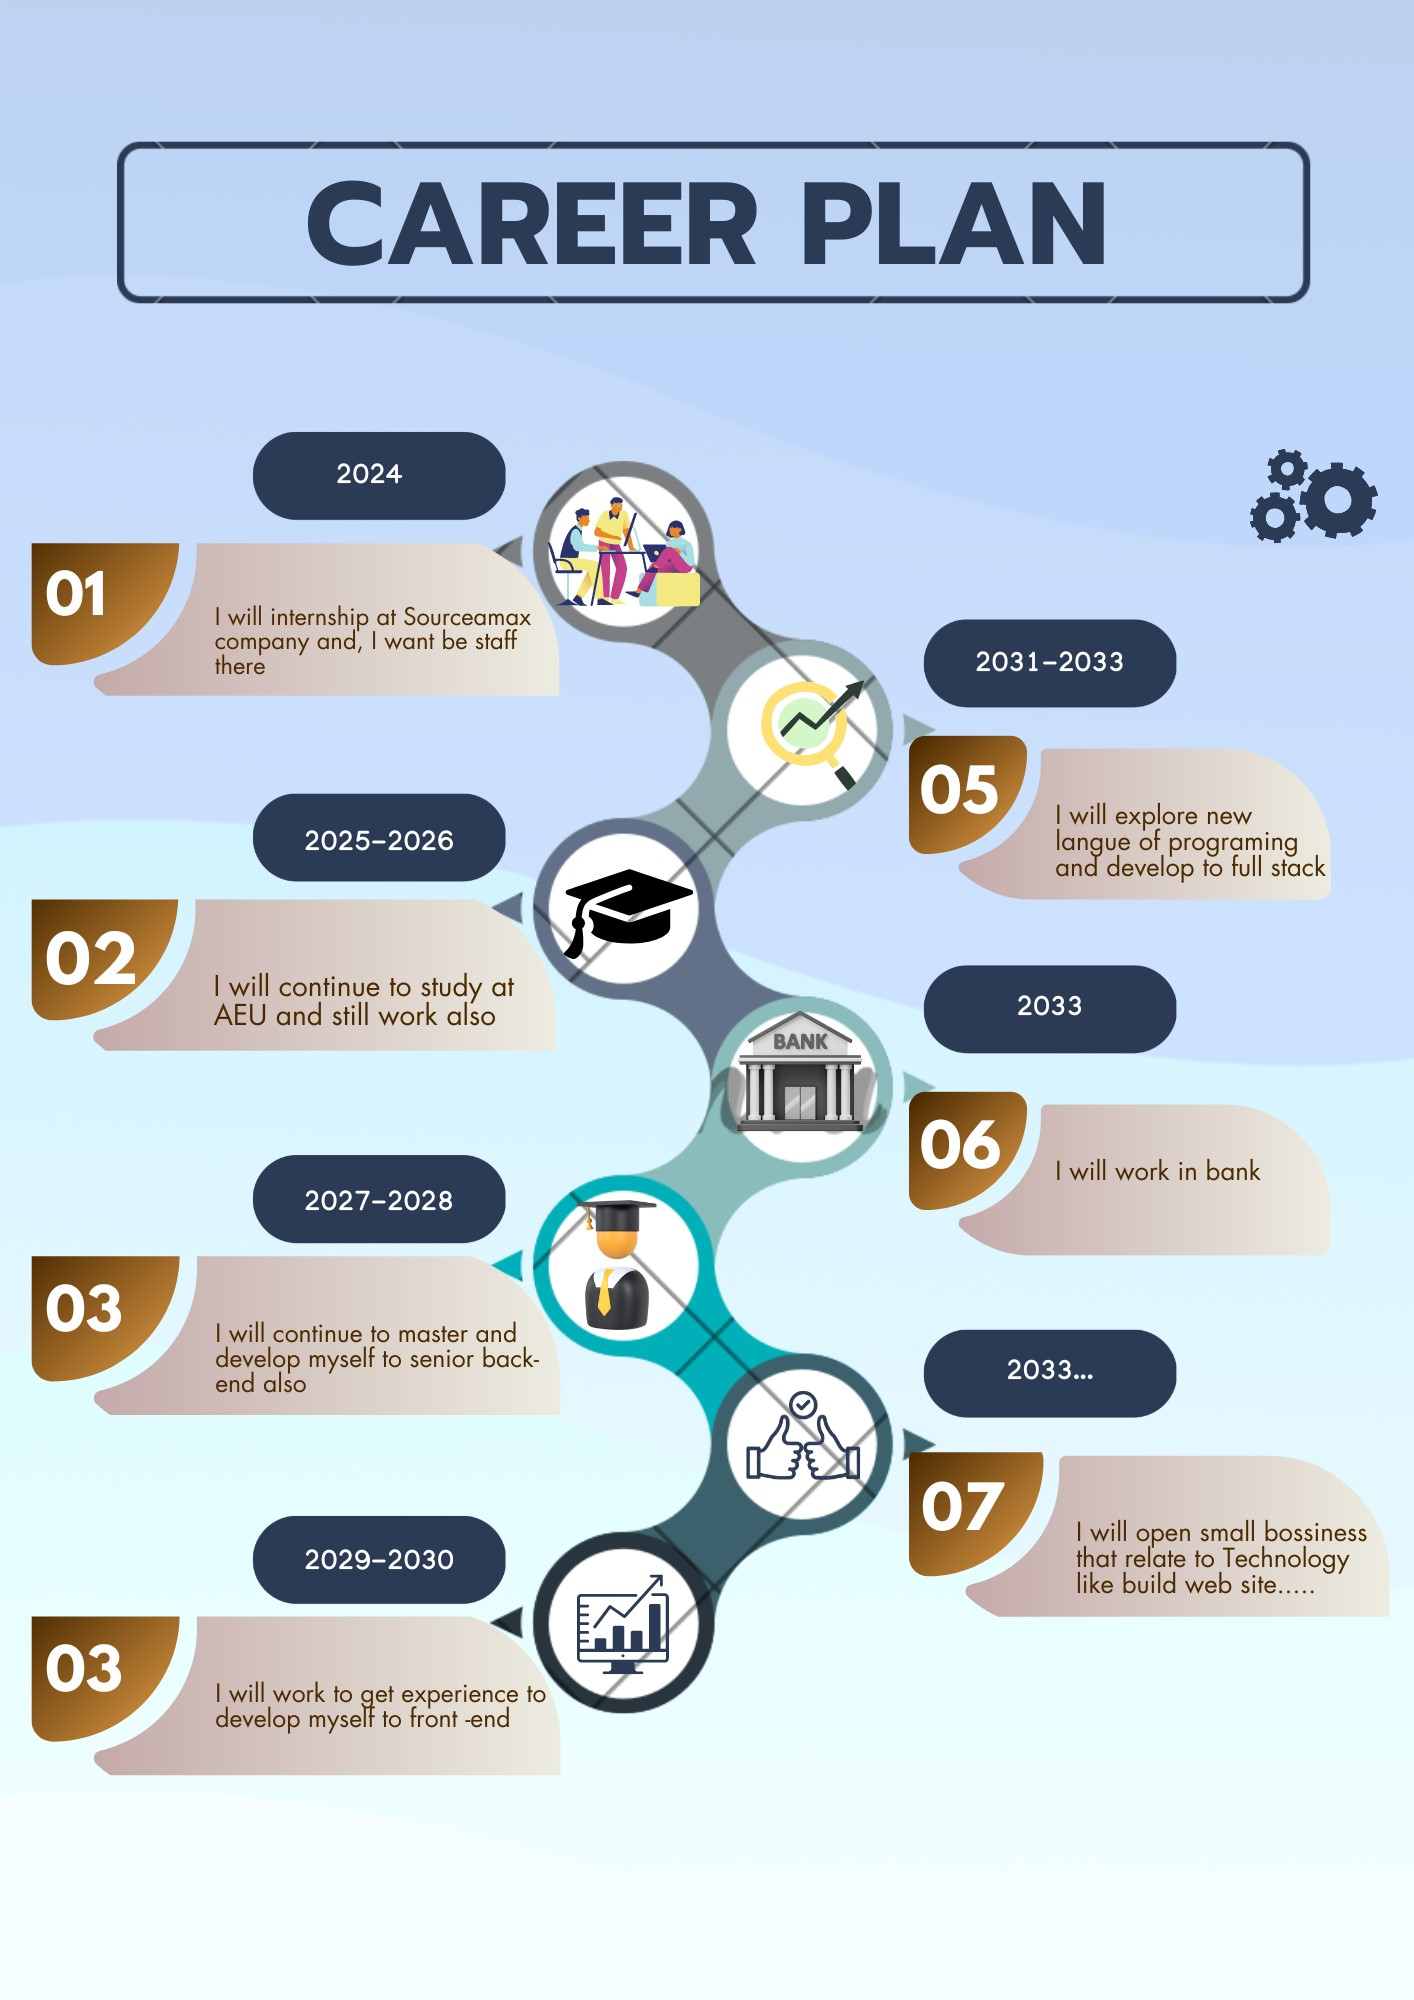 CAREER PLAN
2024
01
I will internship at Sourceamax
company and, I want be staff
there
2025-2026
02
I will continue to study at
AEU and still work also
2027-2028
03
I will continue to master and
develop myself to senior back-
end also
2029-2030
03
I will work to get experience to
develop myself to front -end
2031-2033
05
I will explore new
langue of programing
and develop to full stack
BANK
2033
06
I will work in bank
2033...
07
I will open small bossiness
that relate to Technology
like build web site.....